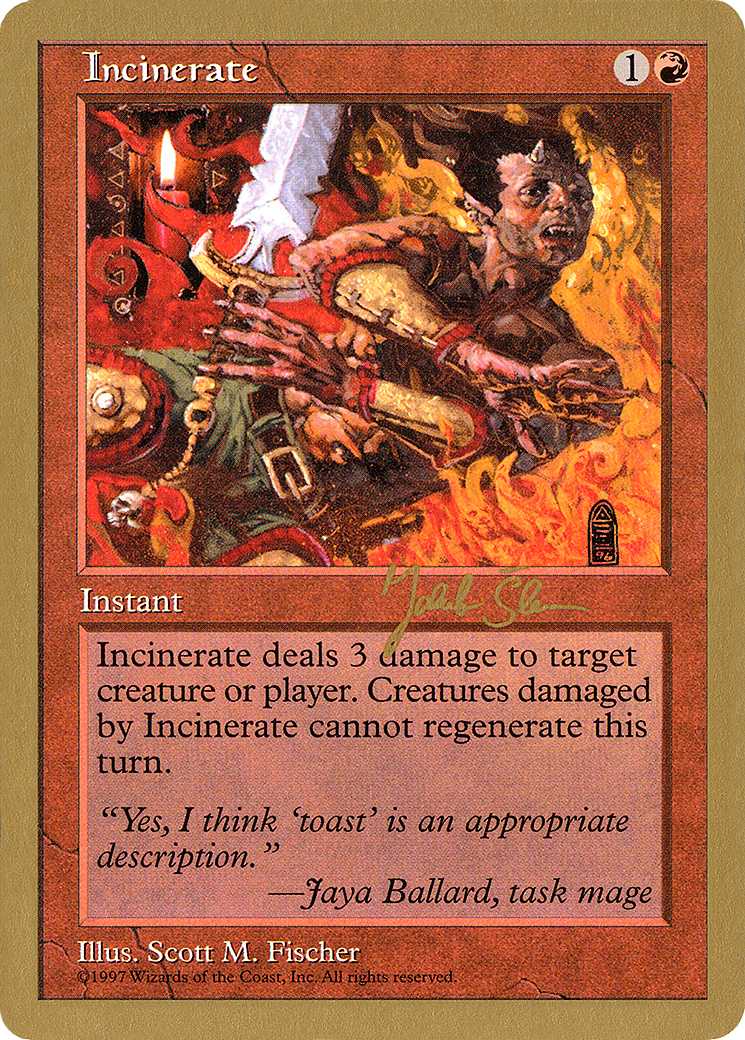 Incinerate 1
Instant
Incinerate deals 3 damage to target
creature or player. Creatures damaged
by Incinerate cannot regenerate this
turn.
“Yes, I think ‘toast’ is an appropriate
description.”
—Jaya Ballard, task mage
Illus. Scott M. Fischer
©1997 Wizards of the Coast, Inc. All rights reserved.